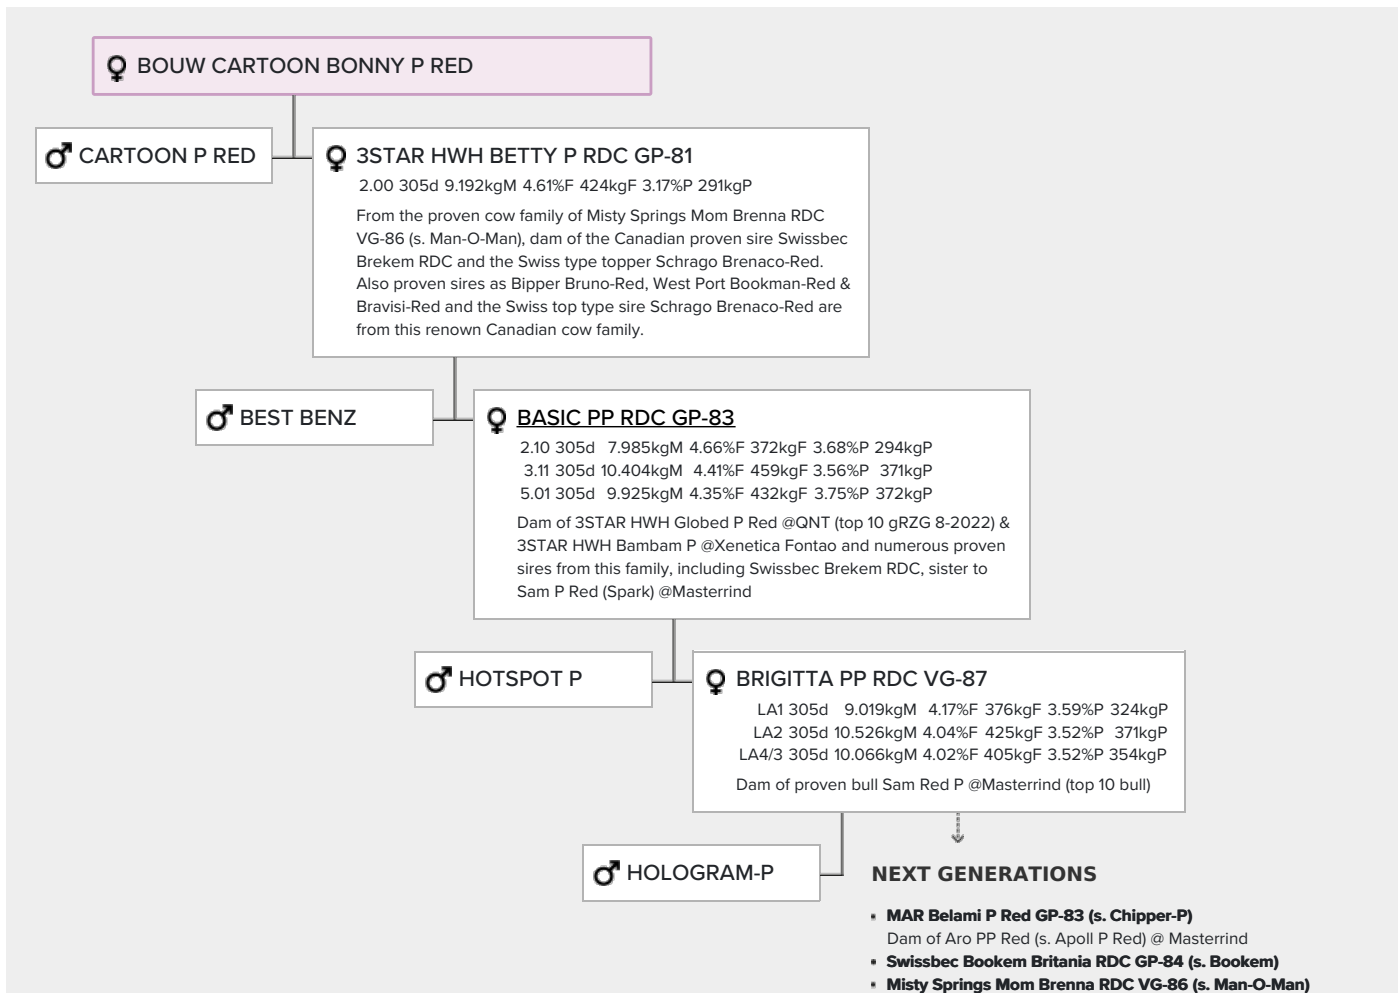 BOUW CARTOON BONNY P RED
CARTOON P RED
3STAR HWH BETTY P RDC GP-81
2.00 305d 9.192kgM 4.61%F 424kgF 3.17%P 291kgP
From the proven cow family of Misty Springs Mom Brenna RDC
VG-86 (s. Man-O-Man), dam of the Canadian proven sire Swissbec
Brekem RDC and the Swiss type topper Schrago Brenaco-Red.
Also proven sires as Bipper Bruno-Red, West Port Bookman-Red &
Bravisi-Red and the Swiss top type sire Schrago Brenaco-Red are
from this renown Canadian cow family.
BEST BENZ
BASIC PP RDC GP-83
2.10 305d 7.985kgM 4.66%F 372kgF 3.68%P 294kgP
3.11 305d 10.404kgM 4.41%F 459kgF 3.56%P 371kgP
5.01 305d 9.925kgM 4.35%F 432kgF 3.75%P 372kgP
Dam of 3STAR HWH Globed P Red @QNT (top 10 gRZG 8-2022) &
3STAR HWH Bambam P @Xenetica Fontao and numerous proven
sires from this family, including Swissbec Brekem RDC, sister to
Sam P Red (Spark) @Masterrind
HOTSPOT P
BRIGITTA PP RDC VG-87
LA1 305d 9.019kgM 4.17%F 376kgF 3.59%P 324kgP
LA2 305d 10.526kgM 4.04%F 425kgF 3.52%P 371kgP
LA4/3 305d 10.066kgM 4.02%F 405kgF 3.52%P 354kgP
Dam of proven bull Sam Red P @Masterrind (top 10 bull)
HOLOGRAM-P
NEXT GENERATIONS
MAR Belami P Red GP-83 (s. Chipper-P)
Dam of Aro PP Red (s. Apoll P Red) @ Masterrind
Swissbec Bookem Britania RDC GP-84 (s. Bookem)
Misty Springs Mom Brenna RDC VG-86 (s. Man-O-Man)